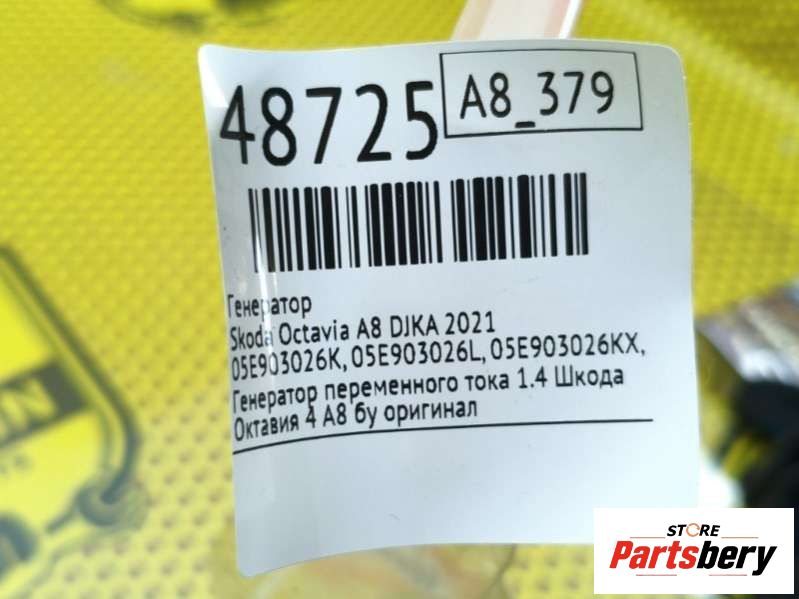 48725
A8_379
Генератор
Skoda Octavia A8 DJKA 2021
05E903026K, 05E903026L, 05E903026KX,
Генератор переменного тока 1.4 Шкода
Октавия 4 А8 бу оригинал
STORE
Partsbery